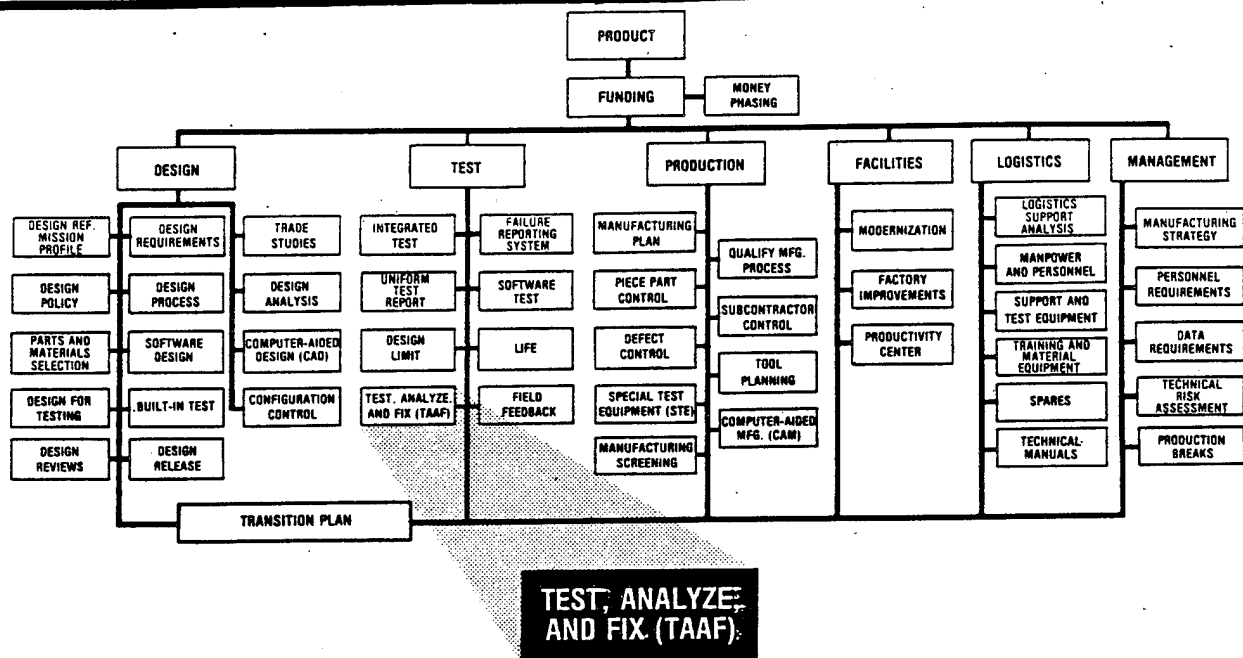 PRODUCT
FUNDING
MONEY
PHASING
DESIGN
TEST
PRODUCTION
FACILITIES
LOGISTICS
MANAGEMENT
DESIGN REF.
MISSION
PROFILE
DESIGN
REQUIREMENTS
TRADE
STUDIES
DESIGN
POLICY
DESIGN
PROCESS
DESIGN
ANALYSIS
PARTS AND
MATERIALS
SELECTION
SOFTWARE
DESIGN
COMPUTER-AIDED
DESIGN (CAD)
DESIGN FOR
TESTING
BUILT-IN TEST
CONFIGURATION
CONTROL
DESIGN
REVIEWS
DESIGN
RELEASE
INTEGRATED
TEST
FAILURE
REPORTING
SYSTEM
UNIFORM
TEST
REPORT
SOFTWARE
TEST
DESIGN
LIMIT
LIFE
TEST, ANALYZE,
AND FIX (TAAF)
FIELD
FEEDBACK
MANUFACTURING
PLAN
QUALIFY MFG.
PROCESS
PIECE PART
CONTROL
SUBCONTRACTOR
CONTROL
DEFECT
CONTROL
TOOL
PLANNING
SPECIAL TEST
EQUIPMENT (STE)
COMPUTER-AIDED
MFG. (CAM)
MANUFACTURING
SCREENING
MODERNIZATION
FACTORY
IMPROVEMENTS
PRODUCTIVITY
CENTER
LOGISTICS
SUPPORT
ANALYSIS
MANPOWER
AND PERSONNEL
SUPPORT AND
TEST EQUIPMENT
TRAINING AND
MATERIAL
EQUIPMENT
SPARES
TECHNICAL-
MANUALS
MANUFACTURING
STRATEGY
PERSONNEL
REQUIREMENTS
DATA
REQUIREMENTS
TECHNICAL
RISK
ASSESSMENT
PRODUCTION
BREAKS
TRANSITION PLAN
TEST, ANALYZE,
AND FIX (TAAF)